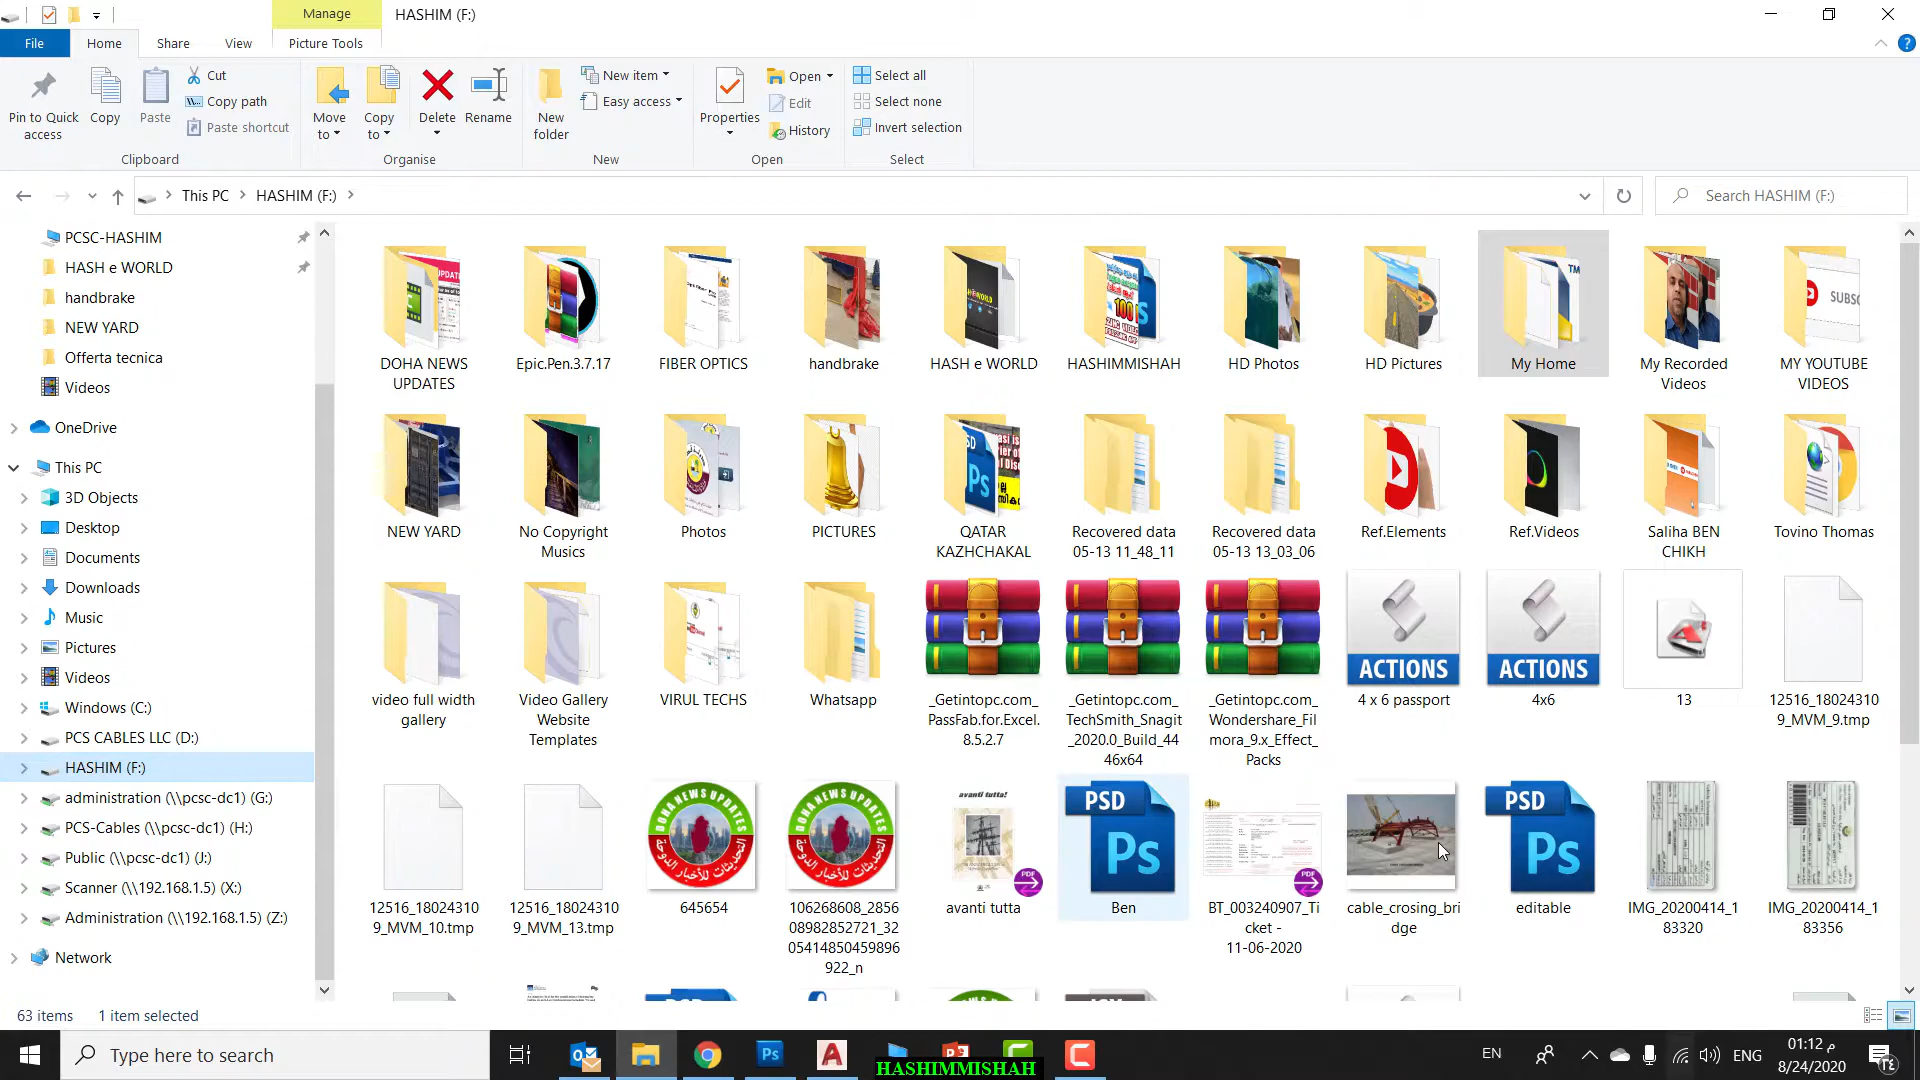 Manage
HASHIM (F:)
File
Home
Share
View
Picture Tools
Pin to Quick access
Copy
Paste
Cut
Copy path
Paste shortcut
Move to
Copy to
Delete
Rename
New folder
New item
Easy access
Properties
Open
Edit
History
Select all
Select none
Invert selection
Clipboard
Organise
New
Open
Select
This PC
HASHIM (F:)
Search HASHIM (F:)
PCSC-HASHIM
HASH e WORLD
handbrake
NEW YARD
Offerta tecnica
Videos
OneDrive
This PC
3D Objects
Desktop
Documents
Downloads
Music
Pictures
Videos
Windows (C:)
PCS CABLES LLC (D:)
HASHIM (F:)
administration (\\pcsc-dc1) (G:)
PCS-Cables (\\pcsc-dc1) (H:)
Public (\\pcsc-dc1) (J:)
Scanner (\\192.168.1.5) (X:)
Administration (\\192.168.1.5) (Z:)
Network
DOHA NEWS
UPDATES
Epic.Pen.3.7.17
FIBER OPTICS
handbrake
HASH e WORLD
HASHIMMISHAH
HD Photos
HD Pictures
My Home
My Recorded
Videos
MY YOUTUBE
VIDEOS
NEW YARD
No Copyright
Musics
Photos
PICTURES
QATAR
KAZHCHAKAL
Recovered data
05-13 11_48_11
Recovered data
05-13 13_03_06
Ref.Elements
Ref.Videos
Saliha BEN
CHIKH
Tovino Thomas
video full width
gallery
Video Gallery
Website
Templates
VIRUL TECHS
Whatsapp
_Getintopc.com_
PassFab.for.Excel.
8.5.2.7
_Getintopc.com_
TechSmith_Snagit
_2020.0_Build_44
46x64
_Getintopc.com_
Wondershare_Fil
mora_9.x_Effect_
Packs
ACTIONS
4 x 6 passport
ACTIONS
4x6
13
12516_18024310
9_MVM_9.tmp
12516_18024310
9_MVM_10.tmp
12516_18024310
9_MVM_13.tmp
DOHA NEWS UPDATES
645654
DOHA NEWS UPDATES
106268608_2856
08982852721_32
05414850459896
922_n
avanti tutta!
PDF
avanti tutta
PSD
Ps
Ben
PDF
BT_003240907_Ti
cket -
11-06-2020
cable_crosing_bri
dge
PSD
Ps
editable
IMG_20200414_1
83320
IMG_20200414_1
83356
63 items
1 item selected
Type here to search
HASHIMMISHAH
EN
ENG
01:12 م
8/24/2020